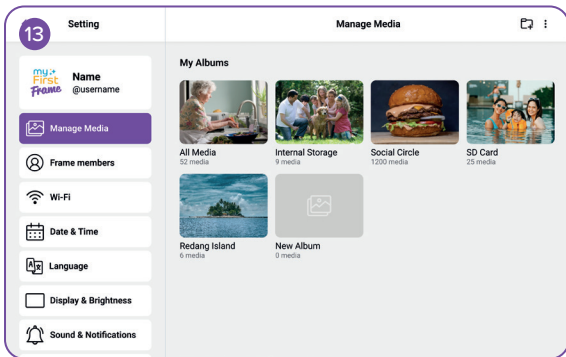 13
Setting
Manage Media
my
First
Frame
Name
@username
Manage Media
Frame members
Wi-Fi
Date & Time
Language
Display & Brightness
Sound & Notifications
My Albums
All Media
52 media
Internal Storage
9 media
Social Circle
1200 media
SD Card
25 media
Redang Island
6 media
New Album
0 media